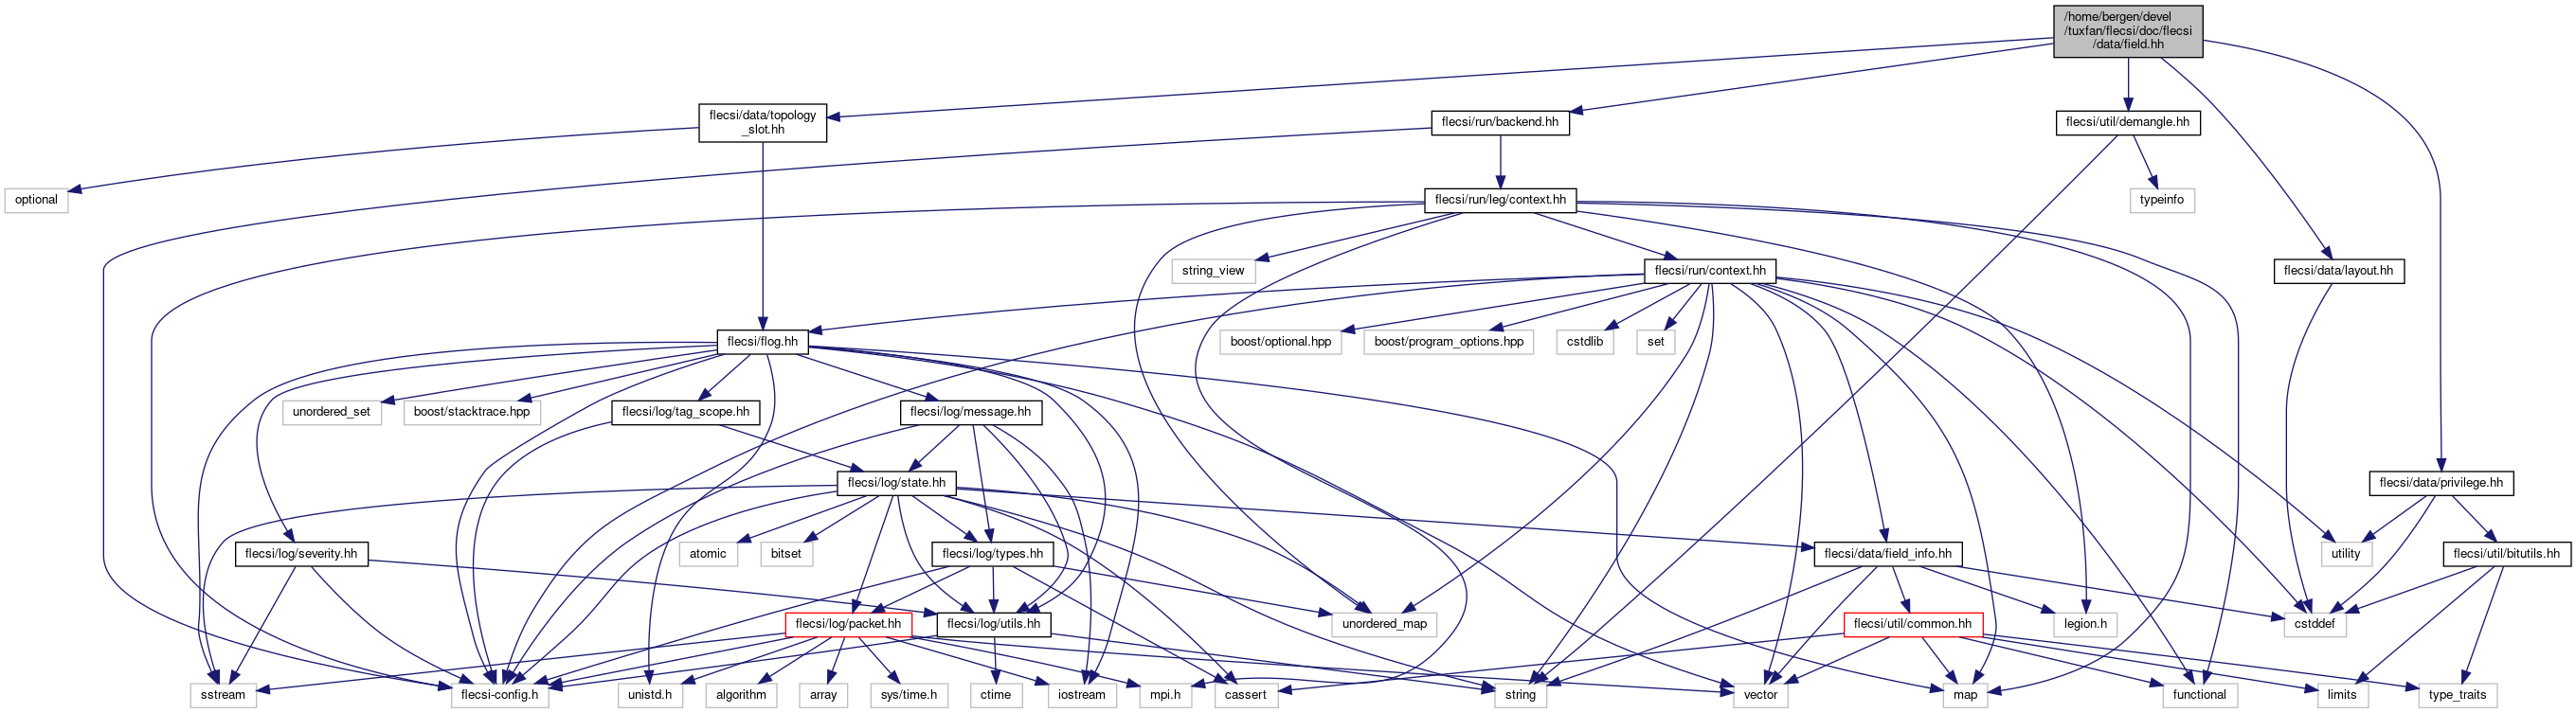 /home/bergen/devel
/tuxfan/flecsi/doc/flecsi
/data/field.hh
flecsi/data/topology
_slot.hh
flecsi/run/backend.hh
flecsi/util/demangle.hh
optional
flecsi/run/leg/context.hh
typeinfo
string_view
flecsi/run/context.hh
flecsi/data/layout.hh
flecsi/flog.hh
boost/optional.hpp
boost/program_options.hpp
cstdlib
set
unordered_set
boost/stacktrace.hpp
flecsi/log/tag_scope.hh
flecsi/log/message.hh
flecsi/log/state.hh
flecsi/data/privilege.hh
flecsi/log/severity.hh
atomic
bitset
flecsi/log/types.hh
flecsi/data/field_info.hh
utility
flecsi/util/bitutils.hh
flecsi/log/packet.hh
flecsi/log/utils.hh
unordered_map
flecsi/util/common.hh
legion.h
cstddef
sstream
flecsi-config.h
unistd.h
algorithm
array
sys/time.h
ctime
iostream
mpi.h
cassert
string
vector
map
functional
limits
type_traits